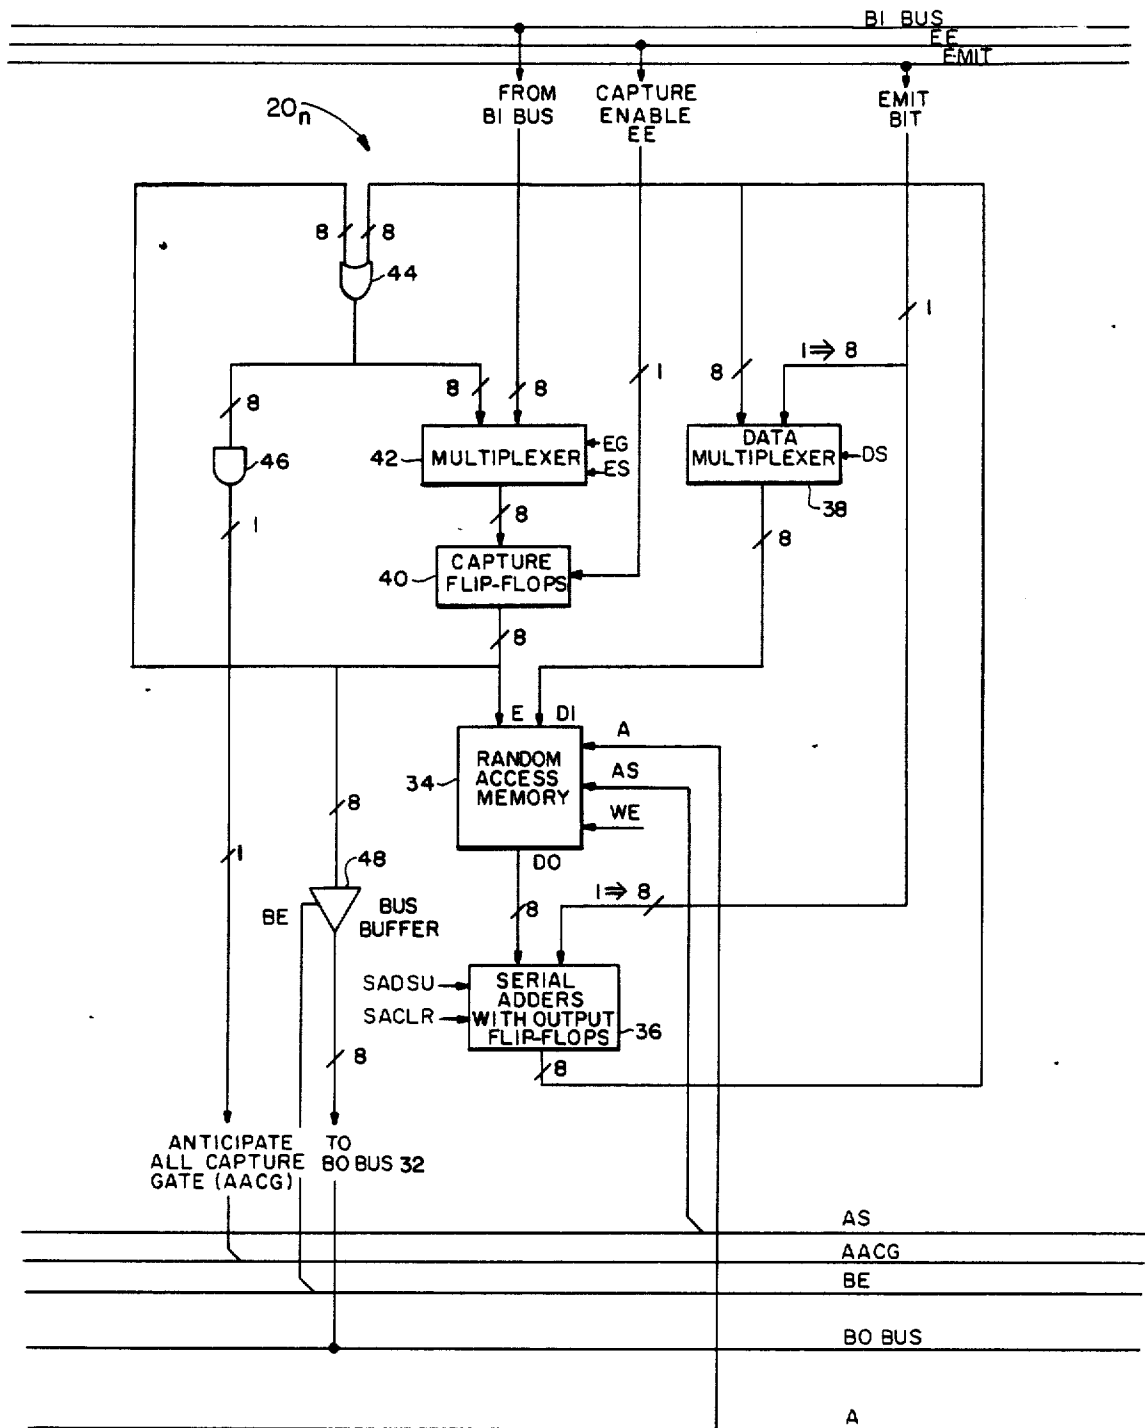 BI BUS
EE
EMIT
FROM
BI BUS
CAPTURE
ENABLE
EE
EMIT
BIT
20n
8
8
44
1
1⇒8
8
8
1
8
8
46
42
MULTIPLEXER
EG
ES
DATA
MULTIPLEXER
DS
38
1
8
8
40
CAPTURE
FLIP-FLOPS
8
E
DI
A
34
RANDOM
ACCESS
MEMORY
AS
WE
8
DO
1
48
BE
BUS
BUFFER
8
1⇒8
SADSU
SACLR
SERIAL
ADDERS
WITH OUTPUT
FLIP-FLOPS
36
8
8
ANTICIPATE
ALL CAPTURE
GATE (AACG)
TO
BO BUS 32
AS
AACG
BE
BO BUS
A